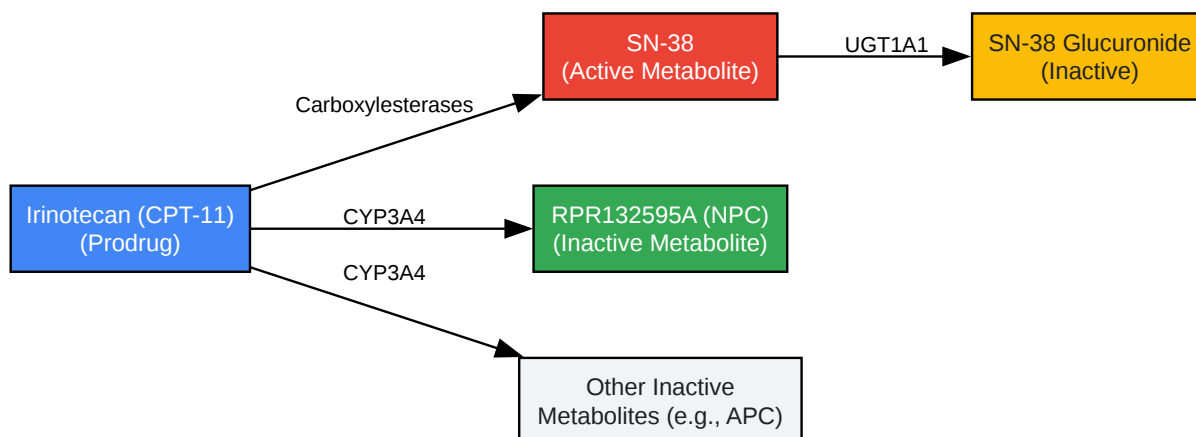 SN-38
(Active Metabolite)
UGT1A1
SN-38 Glucuronide
(Inactive)
Carboxylesterases
Irinotecan (CPT-11)
(Prodrug)
CYP3A4
RPR132595A (NPC)
(Inactive Metabolite)
CYP3A4
Other Inactive
Metabolites (e.g., APC)